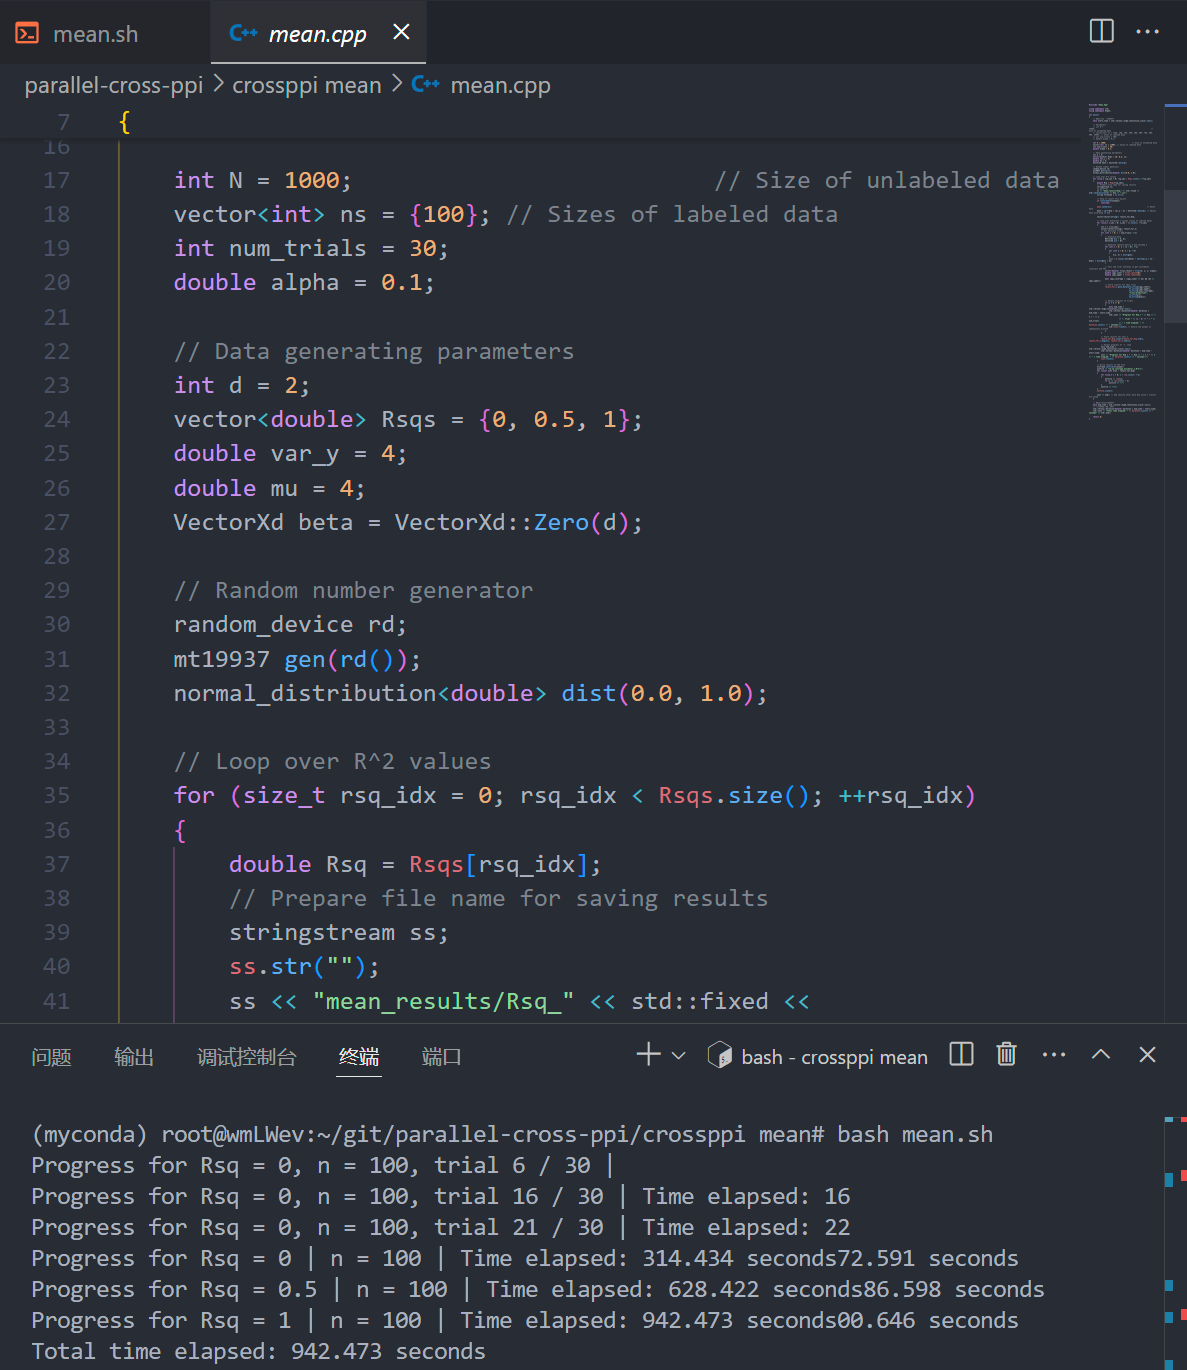 mean.sh
mean.cpp
parallel-cross-ppi > crossppi mean > mean.cpp
7 {
16
17 int N = 1000; // Size of unlabeled data
18 vector<int> ns = {100}; // Sizes of labeled data
19 int num_trials = 30;
20 double alpha = 0.1;
21
22 // Data generating parameters
23 int d = 2;
24 vector<double> Rsqs = {0, 0.5, 1};
25 double var_y = 4;
26 double mu = 4;
27 VectorXd beta = VectorXd::Zero(d);
28
29 // Random number generator
30 random_device rd;
31 mt19937 gen(rd());
32 normal_distribution<double> dist(0.0, 1.0);
33
34 // Loop over R^2 values
35 for (size_t rsq_idx = 0; rsq_idx < Rsqs.size(); ++rsq_idx)
36 {
37 double Rsq = Rsqs[rsq_idx];
38 // Prepare file name for saving results
39 stringstream ss;
40 ss.str("");
41 ss << "mean_results/Rsq_" << std::fixed <<
问题 输出 调试控制台 终端 端口 bash - crossppi mean
(myconda) root@wmLWev:~/git/parallel-cross-ppi/crossppi mean# bash mean.sh
Progress for Rsq = 0, n = 100, trial 6 / 30 |
Progress for Rsq = 0, n = 100, trial 16 / 30 | Time elapsed: 16
Progress for Rsq = 0, n = 100, trial 21 / 30 | Time elapsed: 22
Progress for Rsq = 0 | n = 100 | Time elapsed: 314.434 seconds72.591 seconds
Progress for Rsq = 0.5 | n = 100 | Time elapsed: 628.422 seconds86.598 seconds
Progress for Rsq = 1 | n = 100 | Time elapsed: 942.473 seconds00.646 seconds
Total time elapsed: 942.473 seconds